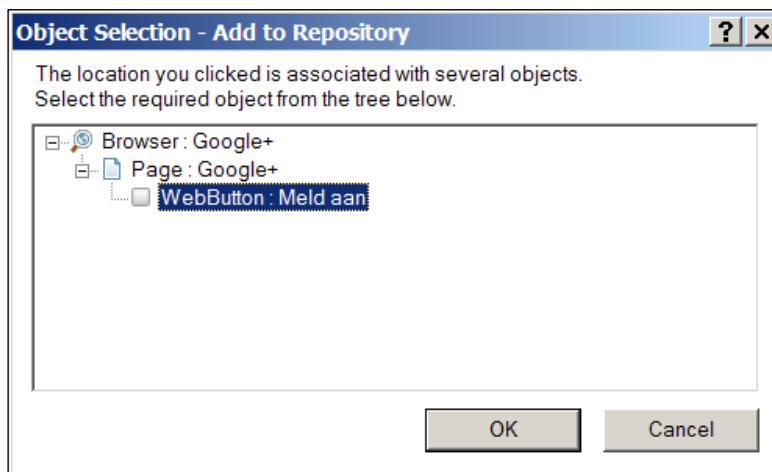 Object Selection - Add to Repository
The location you clicked is associated with several objects.
Select the required object from the tree below.
Browser : Google+
Page : Google+
WebButton : Meld aan
OK Cancel